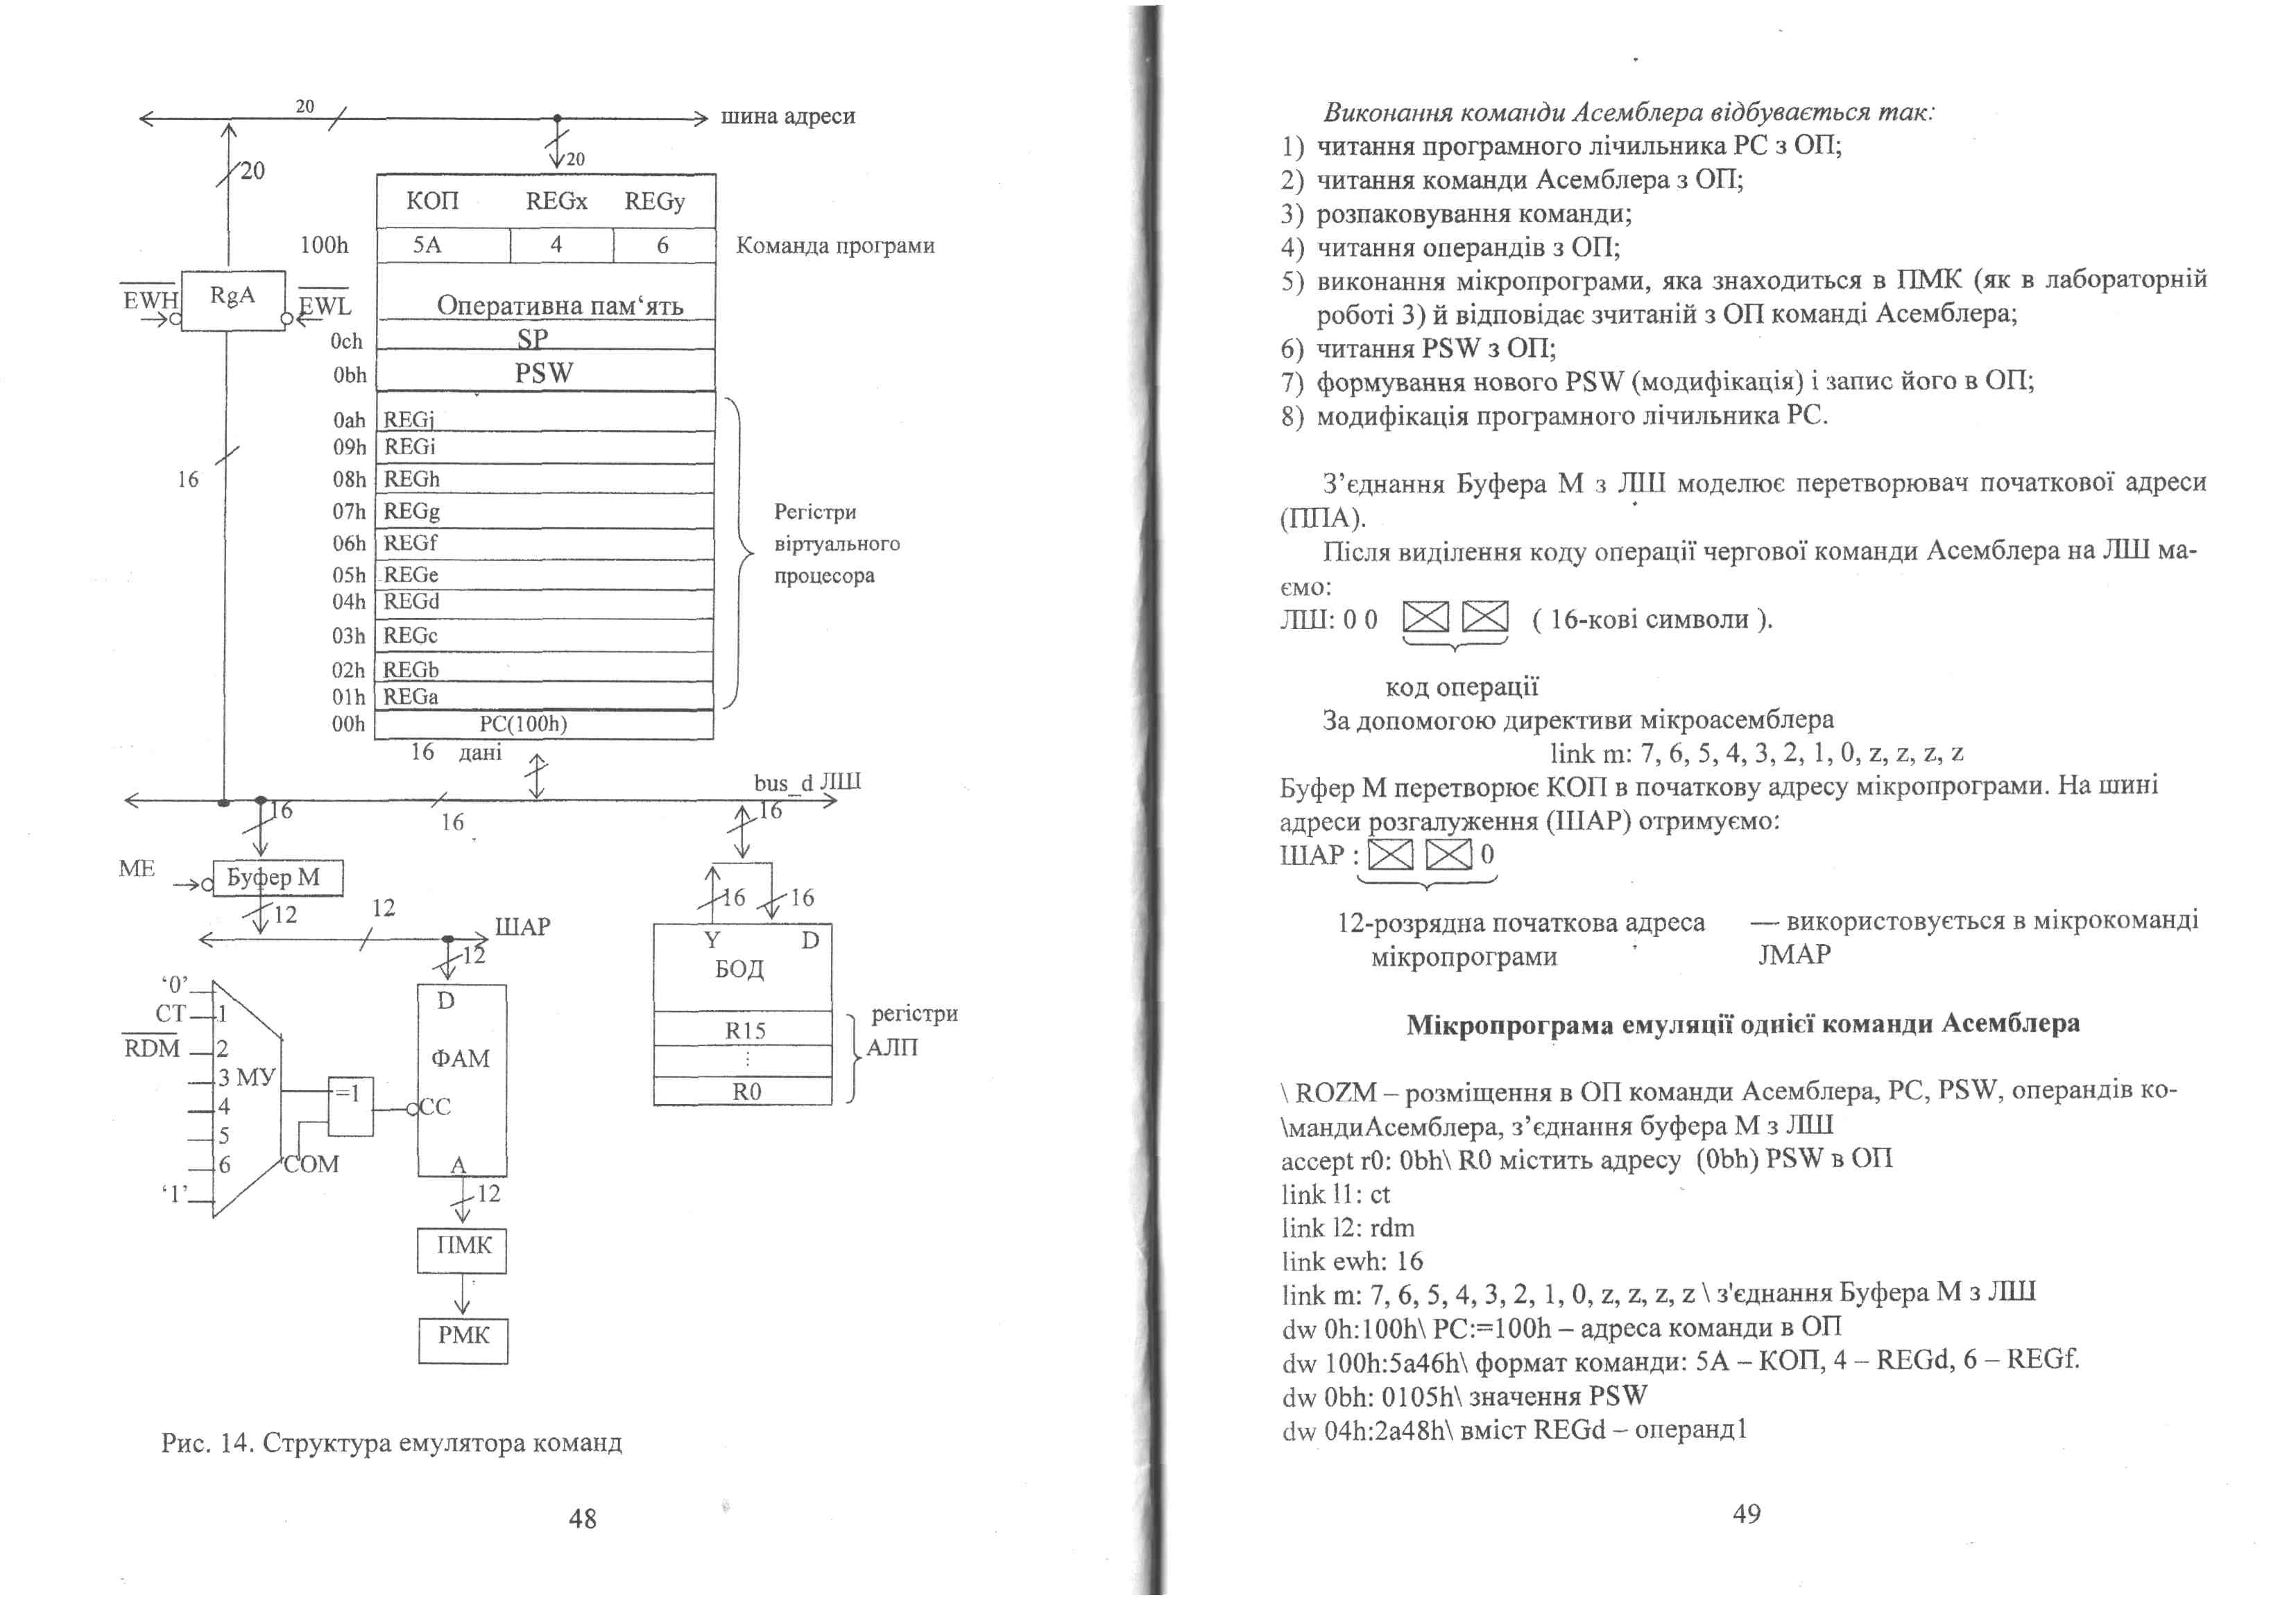 20
шина адреси
20
20
КОП REGx REGy
100h 5A 4 6 Команда програми
EWH RgA EWL
Оперативна пам‘ять
0ch SP
0bh PSW
0ah REGj
09h REGi
16
08h REGh
07h REGg
06h REGf
05h REGe
04h REGd
03h REGc
02h REGb
01h REGa
00h PC(100h)
Регістри
віртуального
процесора
16 дані
bus_d ЛШ
16
16
16
ME
Буфер М
12
12
ШАР
12
16
16
Y D
БОД
R15
⋮
R0
регістри
АЛП
‘0’
CT 1
RDM 2
3 МУ
4
5
6
‘1’
COM
=1
D
ФАМ
CC
A
12
ПМК
РМК
Рис. 14. Структура емулятора команд
48
Виконання команди Асемблера відбувається так:
1) читання програмного лічильника PC з ОП;
2) читання команди Асемблера з ОП;
3) розпаковування команди;
4) читання операндів з ОП;
5) виконання мікропрограми, яка знаходиться в ПМК (як в лабораторній
роботі 3) й відповідає зчитаній з ОП команді Асемблера;
6) читання PSW з ОП;
7) формування нового PSW (модифікація) і запис його в ОП;
8) модифікація програмного лічильника PC.
З’єднання Буфера М з ЛШ моделює перетворювач початкової адреси
(ППА).
Після виділення коду операції чергової команди Асемблера на ЛШ ма-
ємо:
ЛШ: 0 0 ( 16-кові символи ).
код операції
За допомогою директиви мікроасемблера
link m: 7, 6, 5, 4, 3, 2, 1, 0, z, z, z, z
Буфер М перетворює КОП в початкову адресу мікропрограми. На шині
адреси розгалуження (ШАР) отримуємо:
ШАР : 0
12-розрядна початкова адреса — використовується в мікрокоманді
мікропрограми JMAP
Мікропрограма емуляції однієї команди Асемблера
\ ROZM – розміщення в ОП команди Асемблера, PC, PSW, операндів ко-
\мандиАсемблера, з’єднання буфера М з ЛШ
accept r0: 0bh\ R0 містить адресу (0bh) PSW в ОП
link l1: ct
link l2: rdm
link ewh: 16
link m: 7, 6, 5, 4, 3, 2, 1, 0, z, z, z, z \ з'єднання Буфера М з ЛШ
dw 0h:100h\ PC:=100h – адреса команди в ОП
dw 100h:5a46h\ формат команди: 5A – КОП, 4 – REGd, 6 – REGf.
dw 0bh: 0105h\ значення PSW
dw 04h:2a48h\ вміст REGd – операнд1
49